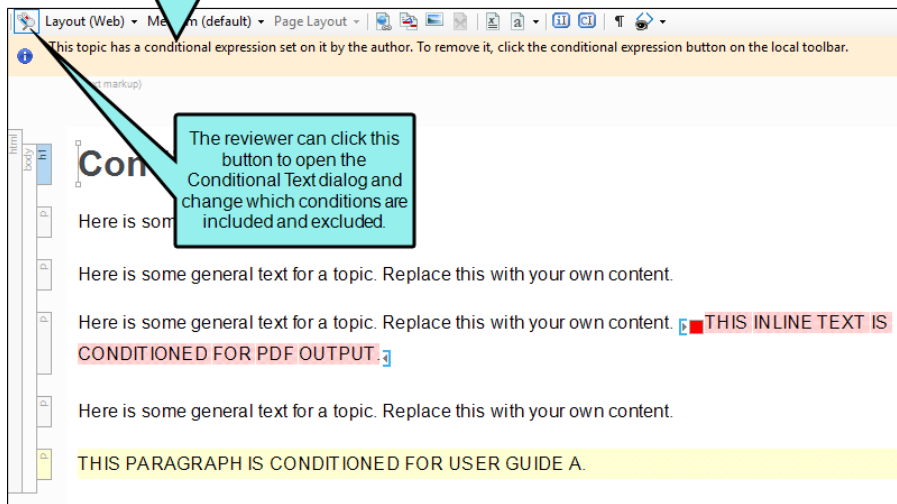 Layout (Web) Medium (default) Page Layout
This topic has a conditional expression set on it by the author. To remove it, click the conditional expression button on the local toolbar.
markup)
The reviewer can click this
button to open the
Conditional Text dialog and
change which conditions are
included and excluded.
html
body
h1
Con
p
Here is som
p
Here is some general text for a topic. Replace this with your own content.
p
Here is some general text for a topic. Replace this with your own content. THIS INLINE TEXT IS
CONDITIONED FOR PDF OUTPUT.
p
Here is some general text for a topic. Replace this with your own content.
p
THIS PARAGRAPH IS CONDITIONED FOR USER GUIDE A.